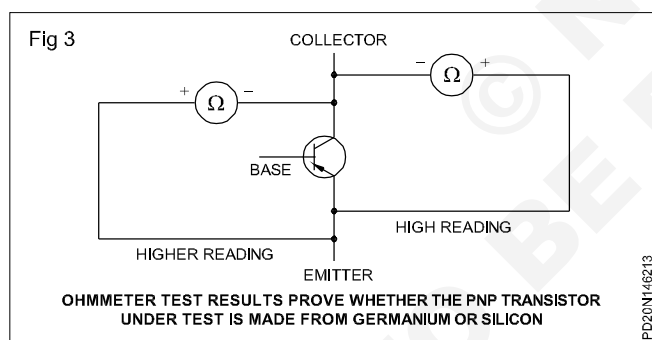 Fig 3
COLLECTOR
− Ω +
+ Ω −
BASE
HIGHER READING
HIGH READING
EMITTER
OHMMETER TEST RESULTS PROVE WHETHER THE PNP TRANSISTOR
UNDER TEST IS MADE FROM GERMANIUM OR SILICON
PD20N146213